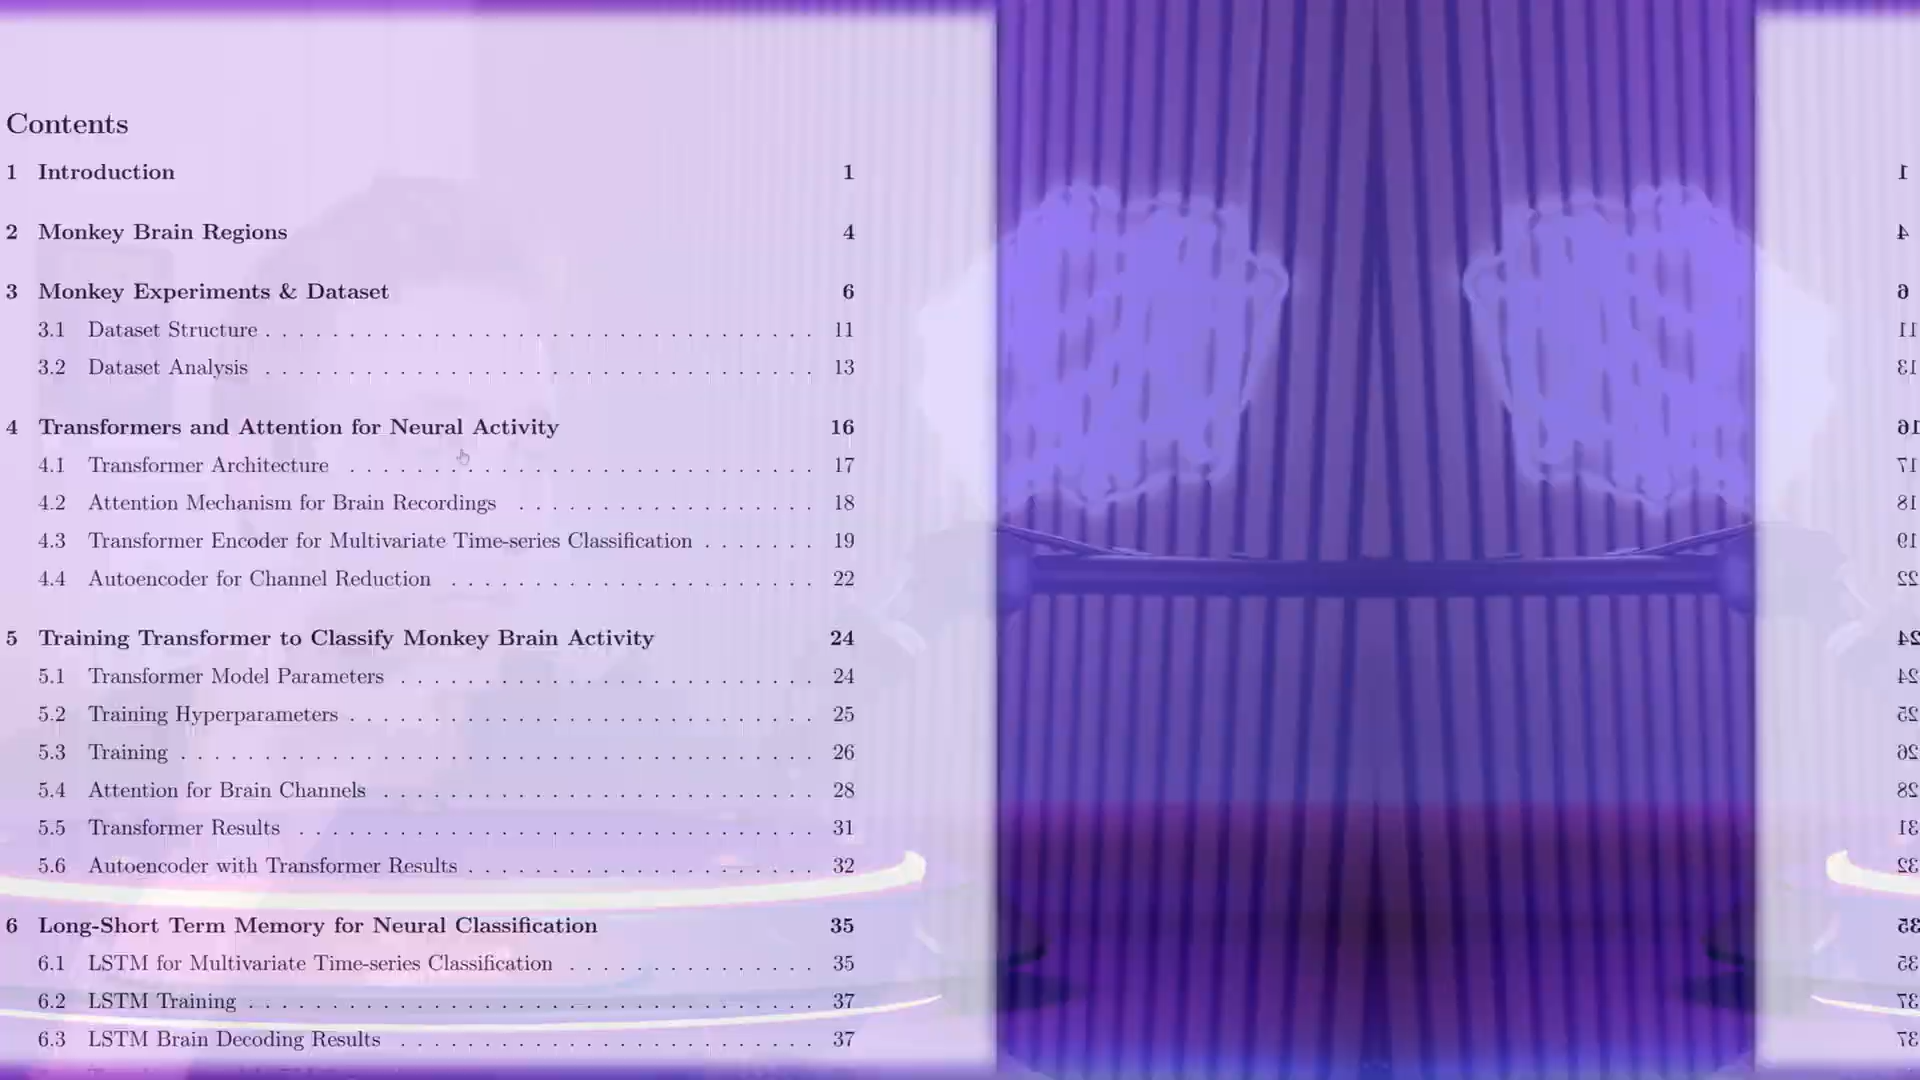 Contents
1 Introduction 1
2 Monkey Brain Regions 4
3 Monkey Experiments & Dataset 6
3.1 Dataset Structure . . . . . . . . . . . . . . . . . . . . . . . . . . . . . . . . . 11
3.2 Dataset Analysis . . . . . . . . . . . . . . . . . . . . . . . . . . . . . . . . . 13
4 Transformers and Attention for Neural Activity 16
4.1 Transformer Architecture . . . . . . . . . . . . . . . . . . . . . . . . . . . . 17
4.2 Attention Mechanism for Brain Recordings . . . . . . . . . . . . . . . . . . 18
4.3 Transformer Encoder for Multivariate Time-series Classification . . . . . . . 19
4.4 Autoencoder for Channel Reduction . . . . . . . . . . . . . . . . . . . . . . 22
5 Training Transformer to Classify Monkey Brain Activity 24
5.1 Transformer Model Parameters . . . . . . . . . . . . . . . . . . . . . . . . . 24
5.2 Training Hyperparameters . . . . . . . . . . . . . . . . . . . . . . . . . . . . 25
5.3 Training . . . . . . . . . . . . . . . . . . . . . . . . . . . . . . . . . . . . . . 26
5.4 Attention for Brain Channels . . . . . . . . . . . . . . . . . . . . . . . . . . 28
5.5 Transformer Results . . . . . . . . . . . . . . . . . . . . . . . . . . . . . . . 31
5.6 Autoencoder with Transformer Results . . . . . . . . . . . . . . . . . . . . . 32
6 Long-Short Term Memory for Neural Classification 35
6.1 LSTM for Multivariate Time-series Classification . . . . . . . . . . . . . . . 35
6.2 LSTM Training . . . . . . . . . . . . . . . . . . . . . . . . . . . . . . . . . . 37
6.3 LSTM Brain Decoding Results . . . . . . . . . . . . . . . . . . . . . . . . . 37